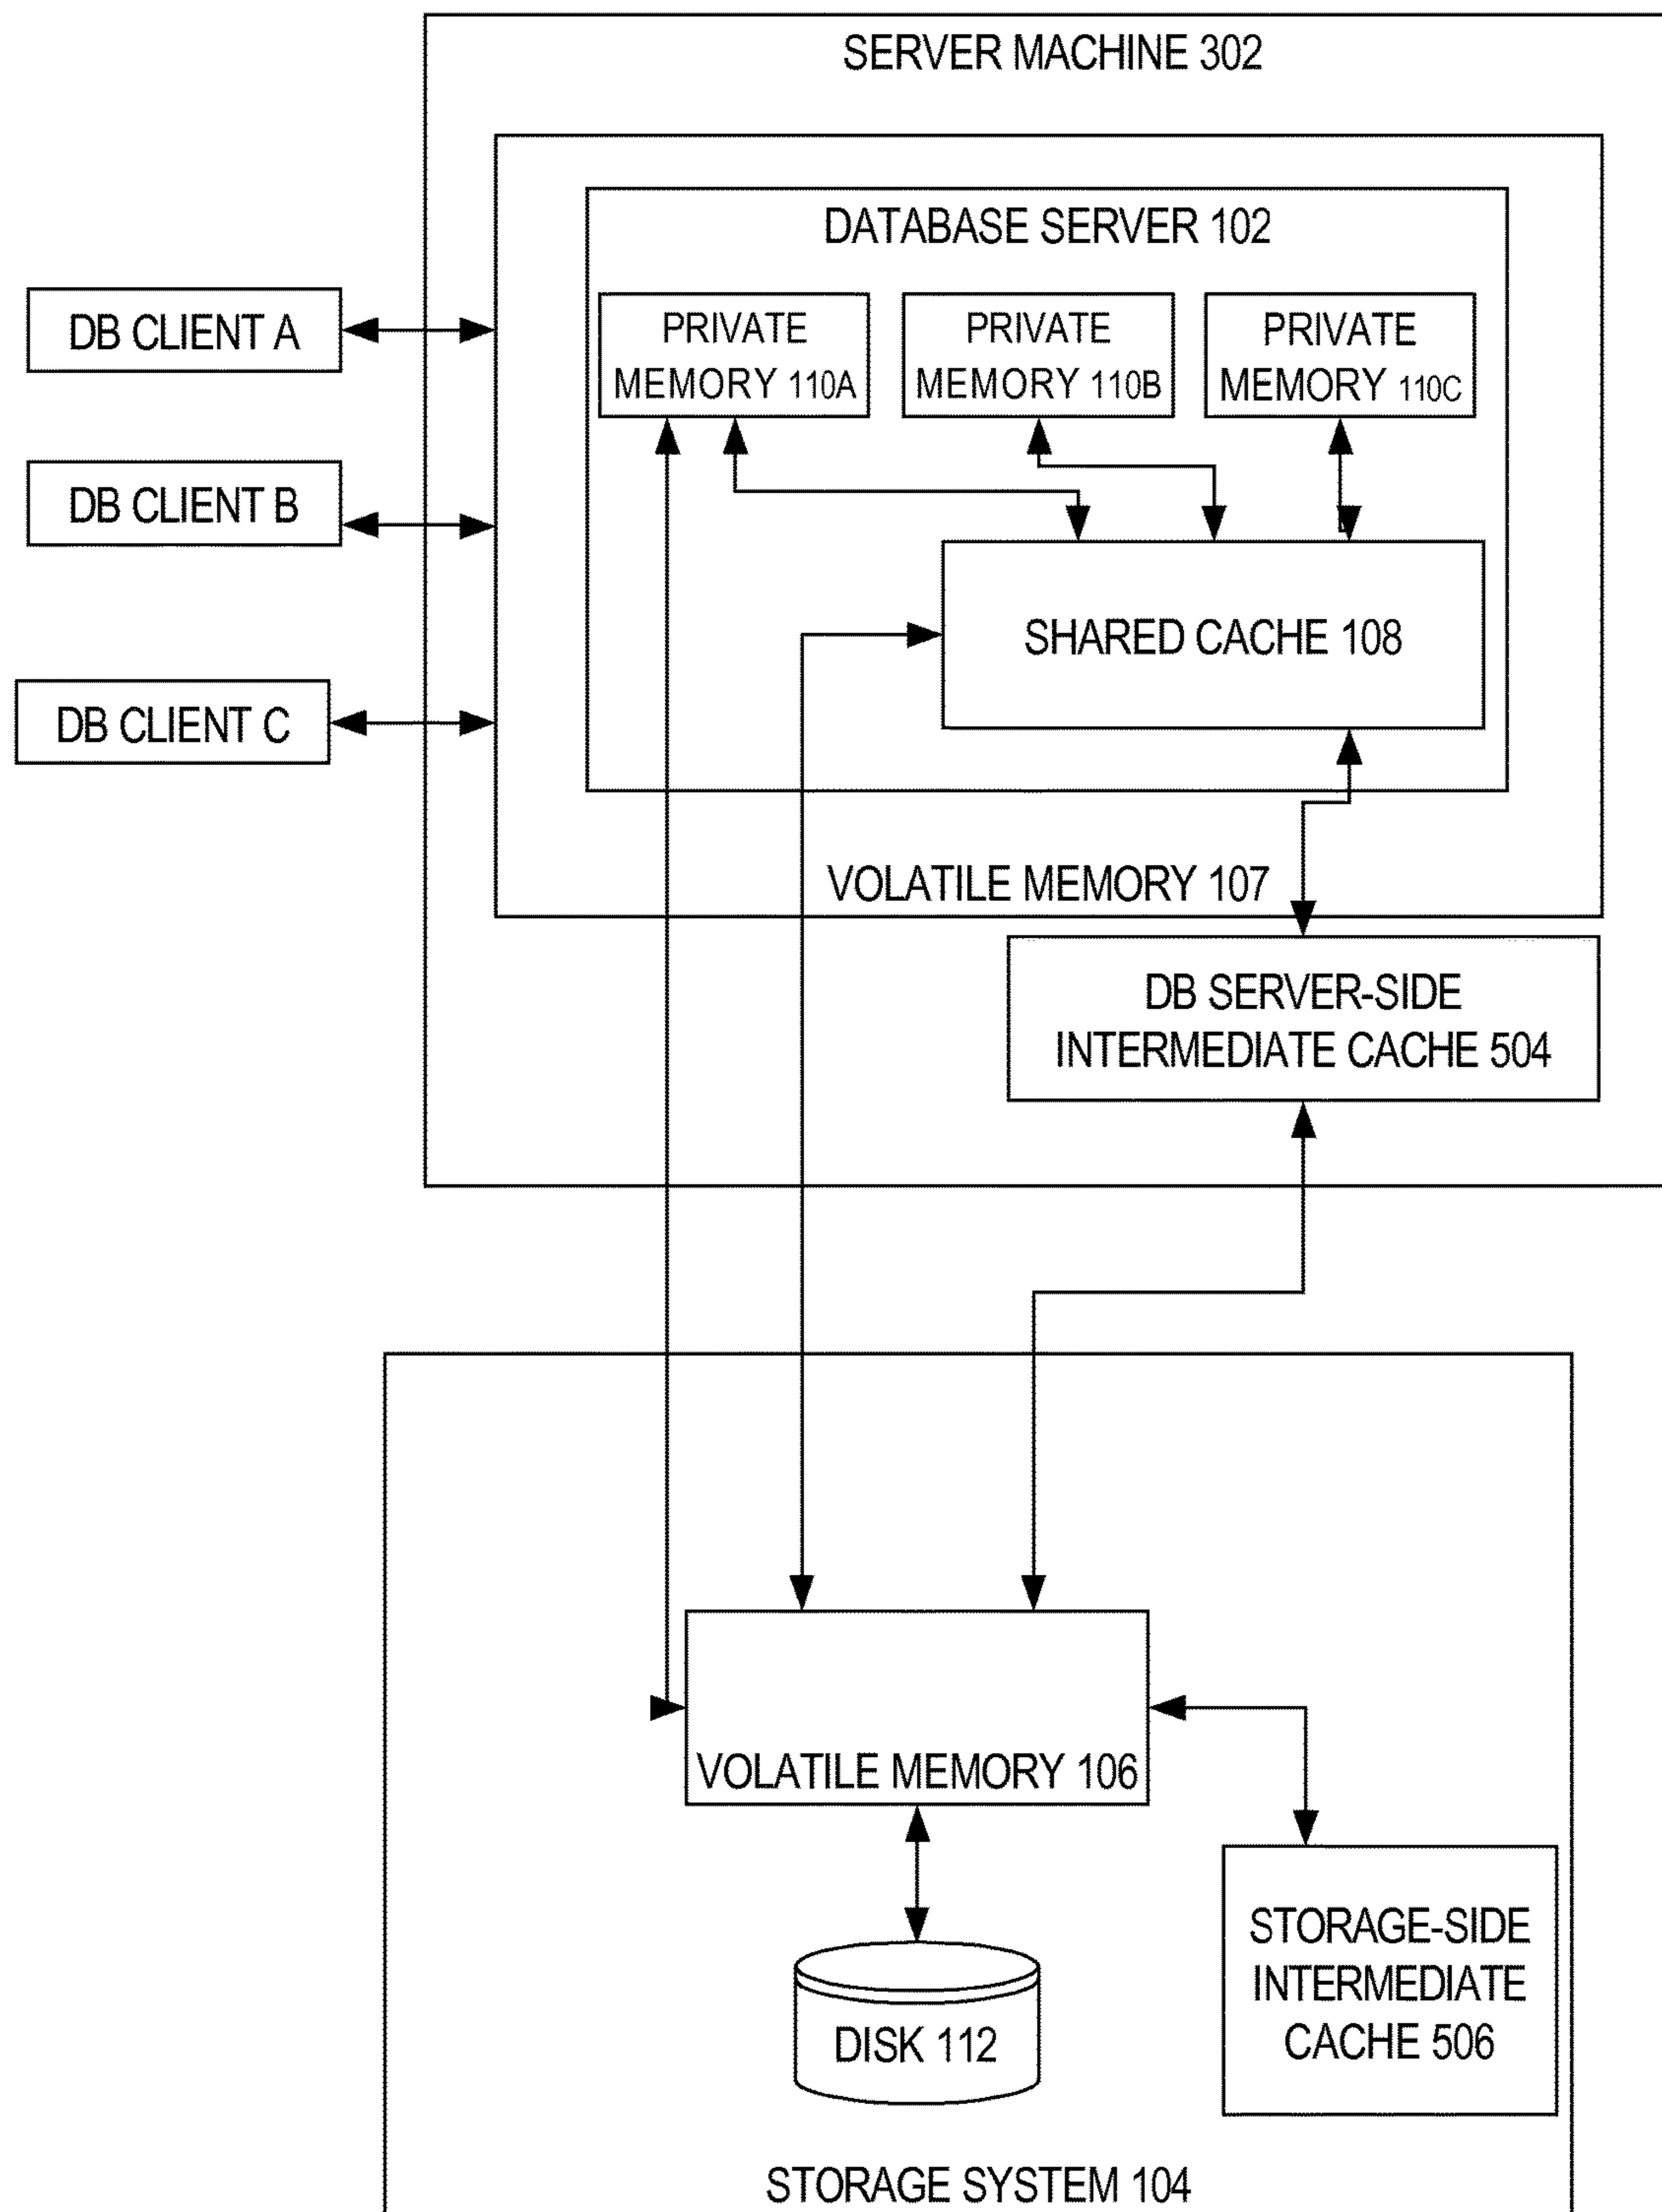 SERVER MACHINE 302
DATABASE SERVER 102
PRIVATE
MEMORY 110A
PRIVATE
MEMORY 110B
PRIVATE
MEMORY 110C
DB CLIENT A
DB CLIENT B
DB CLIENT C
SHARED CACHE 108
VOLATILE MEMORY 107
DB SERVER-SIDE
INTERMEDIATE CACHE 504
VOLATILE MEMORY 106
DISK 112
STORAGE-SIDE
INTERMEDIATE
CACHE 506
STORAGE SYSTEM 104